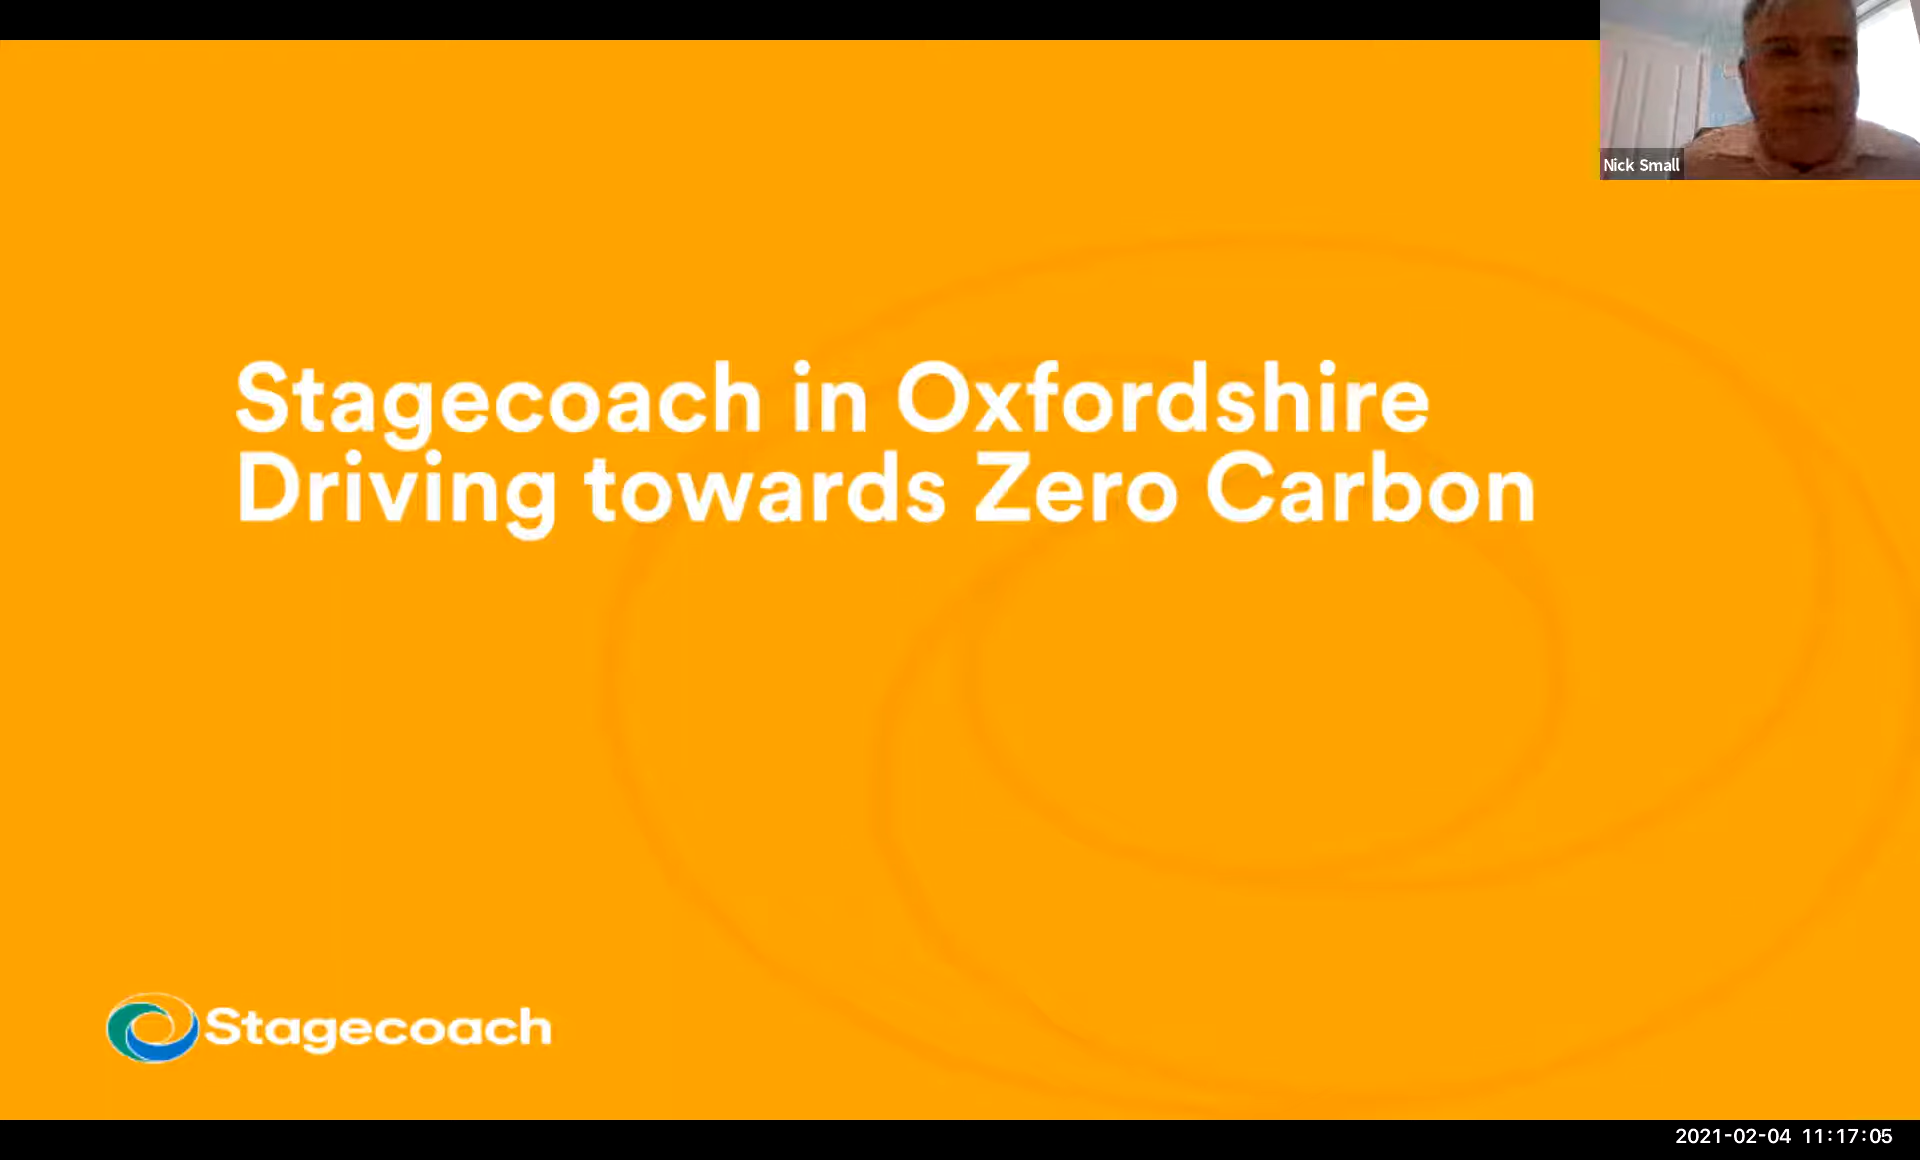 Nick Small
Stagecoach in Oxfordshire
Driving towards Zero Carbon
Stagecoach
2021-02-04 11:17:05